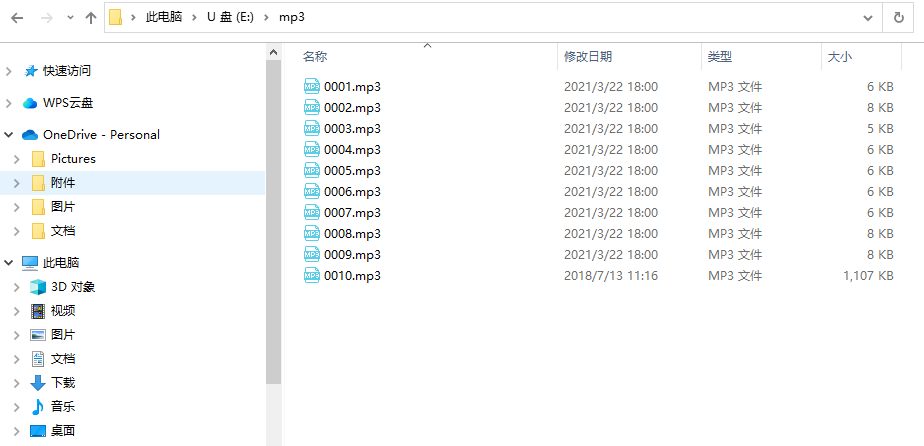 此电脑 > U 盘 (E:) > mp3
名称 修改日期 类型 大小
快速访问
WPS云盘
OneDrive - Personal
Pictures
附件
图片
文档
此电脑
3D 对象
视频
图片
文档
下载
音乐
桌面
0001.mp3 2021/3/22 18:00 MP3 文件 6 KB
0002.mp3 2021/3/22 18:00 MP3 文件 8 KB
0003.mp3 2021/3/22 18:00 MP3 文件 5 KB
0004.mp3 2021/3/22 18:00 MP3 文件 6 KB
0005.mp3 2021/3/22 18:00 MP3 文件 6 KB
0006.mp3 2021/3/22 18:00 MP3 文件 6 KB
0007.mp3 2021/3/22 18:00 MP3 文件 6 KB
0008.mp3 2021/3/22 18:00 MP3 文件 8 KB
0009.mp3 2021/3/22 18:00 MP3 文件 8 KB
0010.mp3 2018/7/13 11:16 MP3 文件 1,107 KB